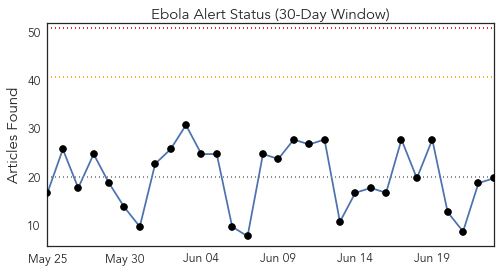 Ebola Alert Status (30-Day Window)
Articles Found
50
40
30
20
10
May 25 May 30 Jun 04 Jun 09 Jun 14 Jun 19